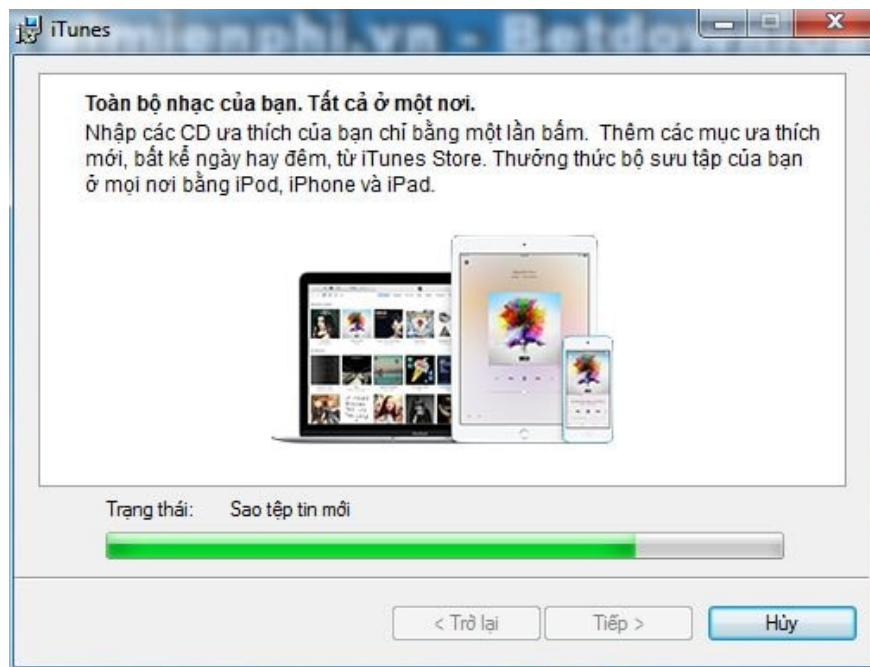 iTunes
Toàn bộ nhạc của bạn. Tất cả ở một nơi.
Nhập các CD ưa thích của bạn chỉ bằng một lần bấm. Thêm các mục ưa thích
mới, bất kể ngày hay đêm, từ iTunes Store. Thưởng thức bộ sưu tập của bạn
ở mọi nơi bằng iPod, iPhone và iPad.
Trạng thái: Sao tệp tin mới
< Trở lại
Tiếp >
Hủy